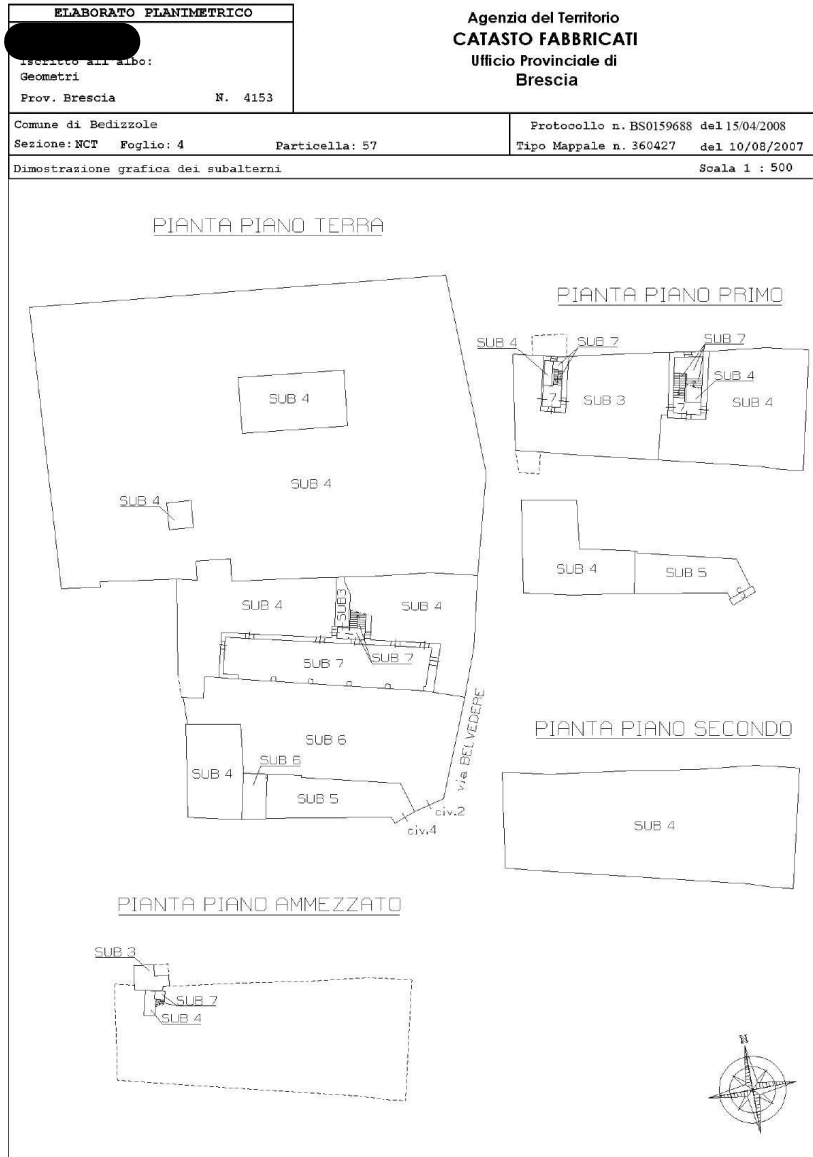 ELABORATO PLANIMETRICO
Iscritto all'albo:
Geometri
Prov. Brescia N. 4153
Agenzia del Territorio
CATASTO FABBRICATI
Ufficio Provinciale di
Brescia
Comune di Bedizzole
Sezione: NCT Foglio: 4 Particella: 57
Protocollo n. BS0159688 del 15/04/2008
Tipo Mappale n. 360427 del 10/08/2007
Dimostrazione grafica dei subalterni
Scala 1 : 500
PIANTA PIANO TERRA
SUB 4
SUB 4
SUB 4
SUB 4
SUB3
SUB 4
SUB 7
SUB 7
SUB 6
SUB 6
SUB 4
SUB 5
via BELVEDERE
civ.2
civ.4
PIANTA PIANO PRIMO
SUB 4
SUB 7
SUB 7
SUB 4
7
SUB 3
7
SUB 4
SUB 4
SUB 5
5
PIANTA PIANO SECONDO
SUB 4
PIANTA PIANO AMMEZZATO
SUB 3
SUB 7
SUB 4
N